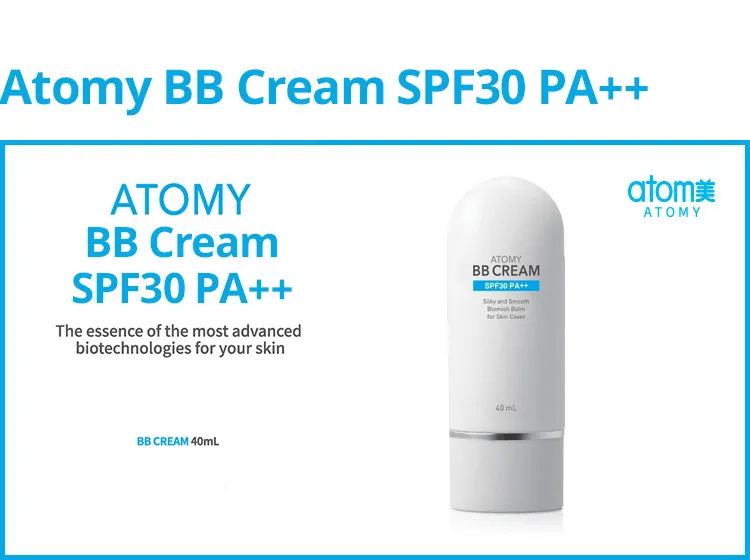 Atomy BB Cream SPF30 PA++
ATOMY
BB Cream
SPF30 PA++
The essence of the most advanced
biotechnologies for your skin
BB CREAM 40mL
atom美
ATOMY
ATOMY
BB CREAM
SPF30 PA++
Silky and Smooth
Blemish Balm
for Skin Cover
40 mL